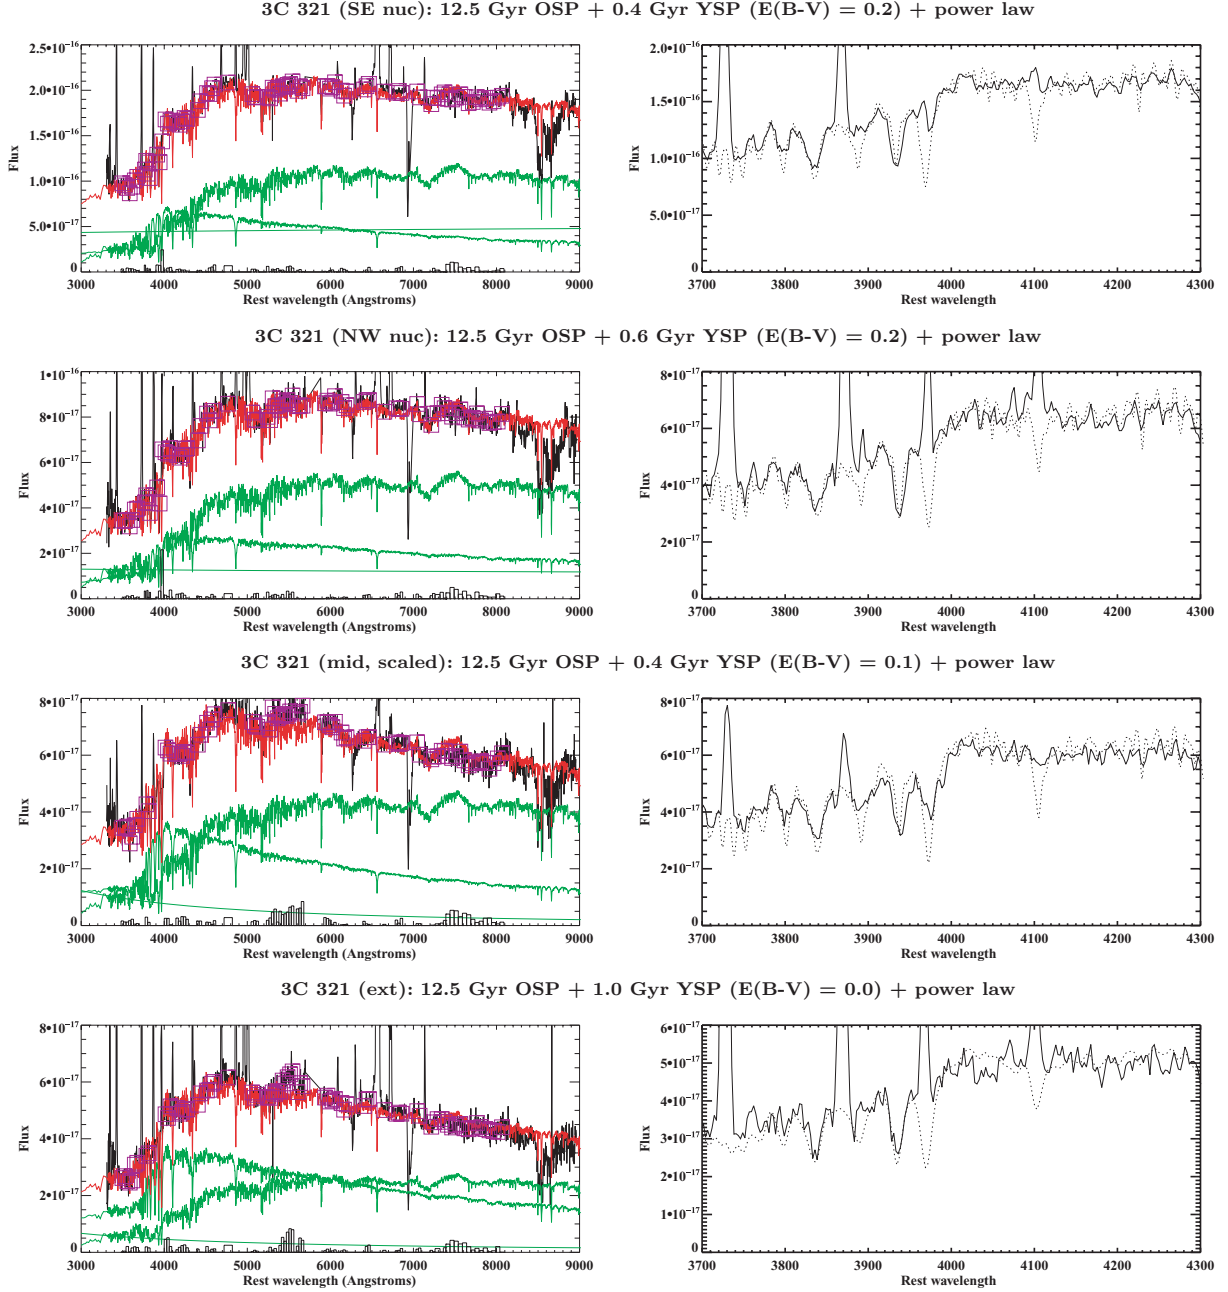 3C 321 (SE nuc): 12.5 Gyr OSP + 0.4 Gyr YSP (E(B-V) = 0.2) + power law
2.5•10⁻¹⁶
2.0•10⁻¹⁶
1.5•10⁻¹⁶
1.0•10⁻¹⁶
5.0•10⁻¹⁷
0
Flux
3000 4000 5000 6000 7000 8000 9000
Rest wavelength (Angstroms)
2.0•10⁻¹⁶
1.5•10⁻¹⁶
1.0•10⁻¹⁶
5.0•10⁻¹⁷
0
Flux
3700 3800 3900 4000 4100 4200 4300
Rest wavelength
3C 321 (NW nuc): 12.5 Gyr OSP + 0.6 Gyr YSP (E(B-V) = 0.2) + power law
1•10⁻¹⁶
8•10⁻¹⁷
6•10⁻¹⁷
4•10⁻¹⁷
2•10⁻¹⁷
0
Flux
3000 4000 5000 6000 7000 8000 9000
Rest wavelength (Angstroms)
8•10⁻¹⁷
6•10⁻¹⁷
4•10⁻¹⁷
2•10⁻¹⁷
0
Flux
3700 3800 3900 4000 4100 4200 4300
Rest wavelength
3C 321 (mid, scaled): 12.5 Gyr OSP + 0.4 Gyr YSP (E(B-V) = 0.1) + power law
8•10⁻¹⁷
6•10⁻¹⁷
4•10⁻¹⁷
2•10⁻¹⁷
0
Flux
3000 4000 5000 6000 7000 8000 9000
Rest wavelength (Angstroms)
8•10⁻¹⁷
6•10⁻¹⁷
4•10⁻¹⁷
2•10⁻¹⁷
0
Flux
3700 3800 3900 4000 4100 4200 4300
Rest wavelength
3C 321 (ext): 12.5 Gyr OSP + 1.0 Gyr YSP (E(B-V) = 0.0) + power law
8•10⁻¹⁷
6•10⁻¹⁷
4•10⁻¹⁷
2•10⁻¹⁷
0
Flux
3000 4000 5000 6000 7000 8000 9000
Rest wavelength (Angstroms)
6•10⁻¹⁷
5•10⁻¹⁷
4•10⁻¹⁷
3•10⁻¹⁷
2•10⁻¹⁷
1•10⁻¹⁷
0
Flux
3700 3800 3900 4000 4100 4200 4300
Rest wavelength